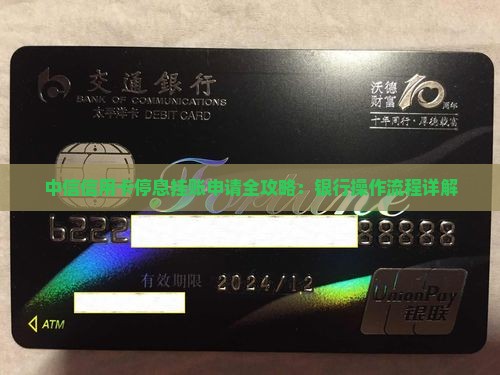 交通銀行
BANK OF COMMUNICATIONS
太平洋卡 DEBIT CARD
沃德
财富
10
周年
十年同行·厚德载富
中信信用卡停息挂账申请全攻略：银行操作流程详解
Fortune
6222
88888
有效期限 2024/12
ATM
UnionPay
银联